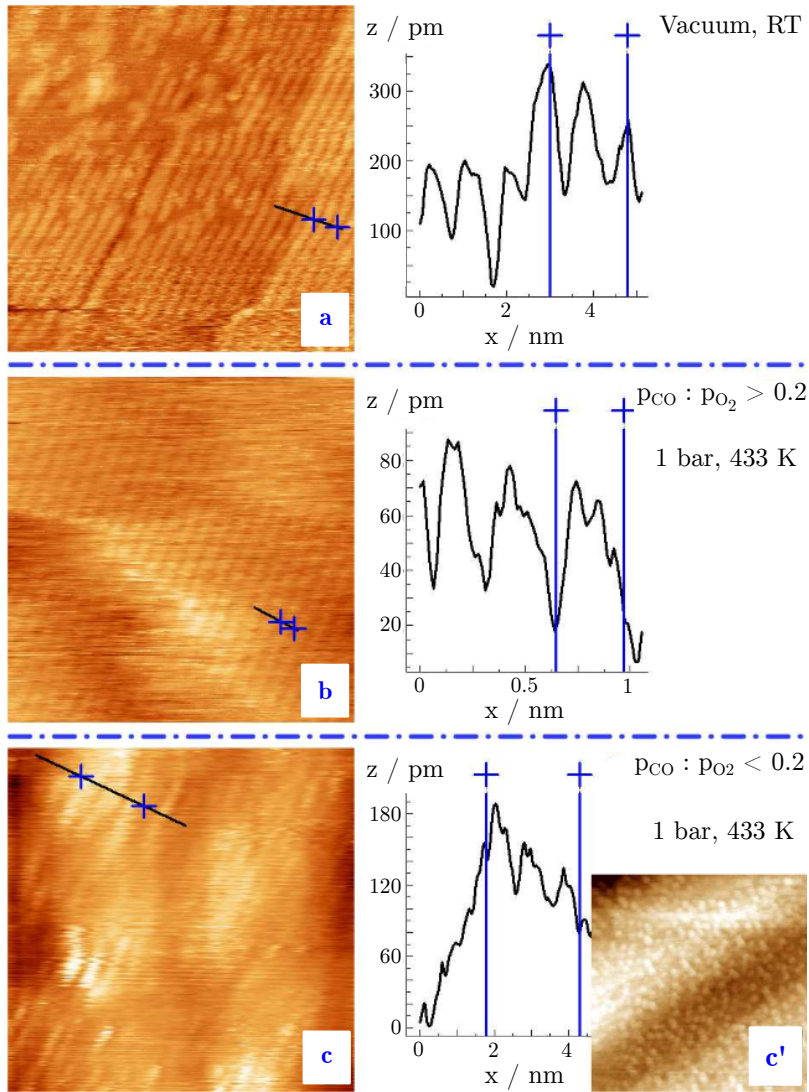 z / pm
Vacuum, RT
300
200
100
0 2 4
x / nm
a
z / pm
pCO : pO₂ > 0.2
1 bar, 433 K
80
60
40
20
0 0.5 1
x / nm
b
z / pm
pCO : pO2 < 0.2
1 bar, 433 K
180
120
60
0
0 2 4
x / nm
c
c'